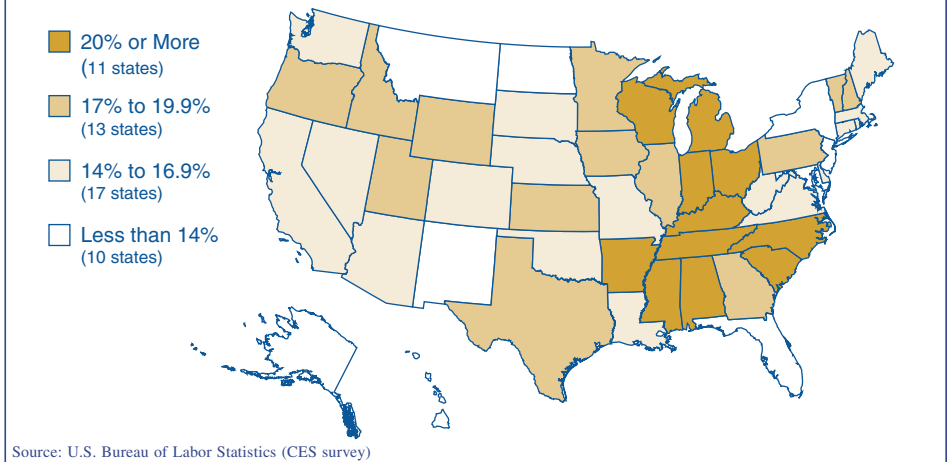 20% or More
(11 states)
17% to 19.9%
(13 states)
14% to 16.9%
(17 states)
Less than 14%
(10 states)
Source: U.S. Bureau of Labor Statistics (CES survey)